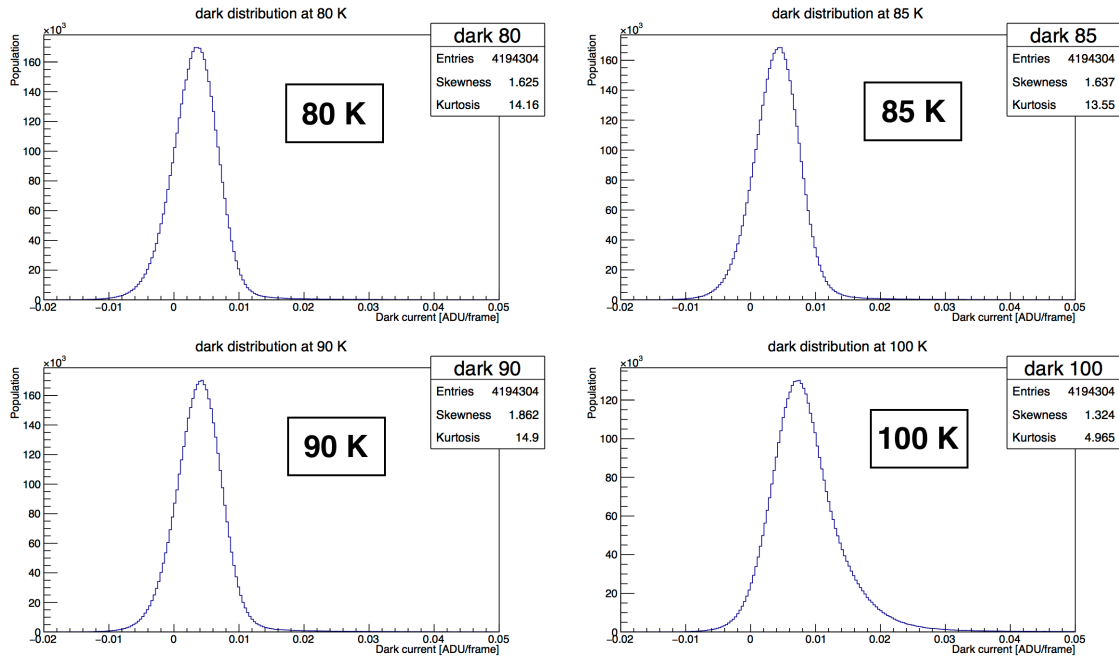 dark distribution at 80 K
×10³
Population
160
140
120
100
80
60
40
20
0
−0.02 −0.01 0 0.01 0.02 0.03 0.04 0.05
Dark current [ADU/frame]
80 K
dark 80
Entries 4194304
Skewness 1.625
Kurtosis 14.16
dark distribution at 85 K
×10³
Population
160
140
120
100
80
60
40
20
0
−0.02 −0.01 0 0.01 0.02 0.03 0.04 0.05
Dark current [ADU/frame]
85 K
dark 85
Entries 4194304
Skewness 1.637
Kurtosis 13.55
dark distribution at 90 K
×10³
Population
160
140
120
100
80
60
40
20
0
−0.02 −0.01 0 0.01 0.02 0.03 0.04 0.05
Dark current [ADU/frame]
90 K
dark 90
Entries 4194304
Skewness 1.862
Kurtosis 14.9
dark distribution at 100 K
×10³
Population
120
100
80
60
40
20
0
−0.02 −0.01 0 0.01 0.02 0.03 0.04 0.05
Dark current [ADU/frame]
100 K
dark 100
Entries 4194304
Skewness 1.324
Kurtosis 4.965